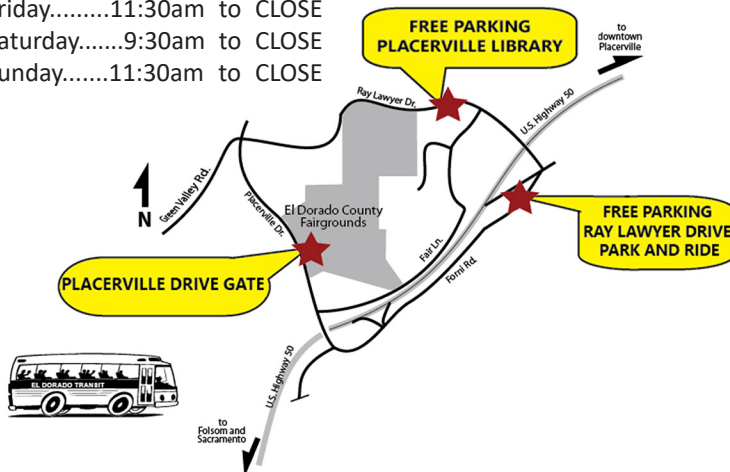 riday.........11:30am to CLOSE
aturday.......9:30am to CLOSE
unday.......11:30am to CLOSE
FREE PARKING
PLACERVILLE LIBRARY
to
downtown
Placerville
Ray Lawyer Dr.
U.S. Highway 50
Green Valley Rd.
N
Placerville Dr.
El Dorado County
Fairgrounds
FREE PARKING
RAY LAWYER DRIVE
PARK AND RIDE
Fair Ln.
Forni Rd.
PLACERVILLE DRIVE GATE
U.S. Highway 50
EL DORADO TRANSIT
to
Folsom and
Sacramento